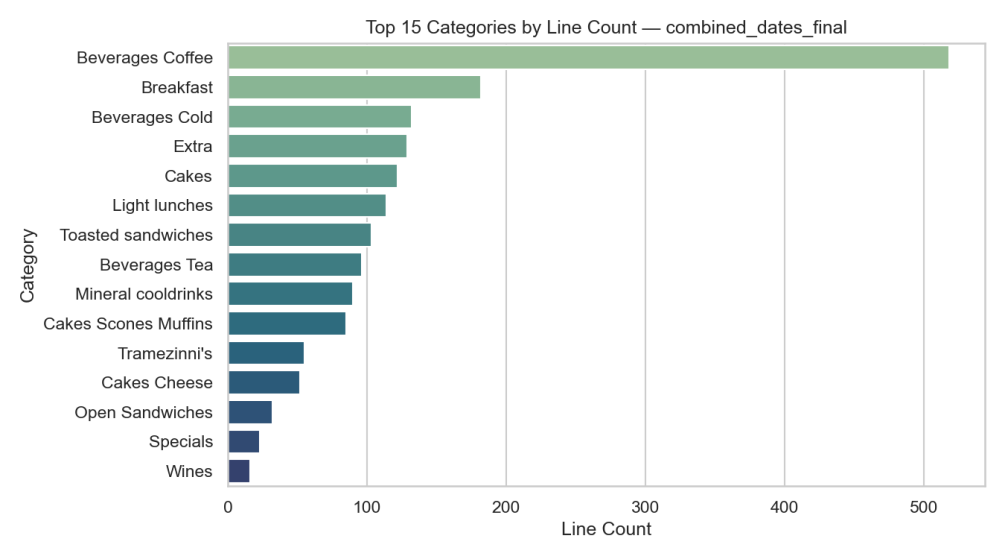 Top 15 Categories by Line Count — combined_dates_final
Category
Beverages Coffee
Breakfast
Beverages Cold
Extra
Cakes
Light lunches
Toasted sandwiches
Beverages Tea
Mineral cooldrinks
Cakes Scones Muffins
Tramezinni's
Cakes Cheese
Open Sandwiches
Specials
Wines
0 100 200 300 400 500
Line Count